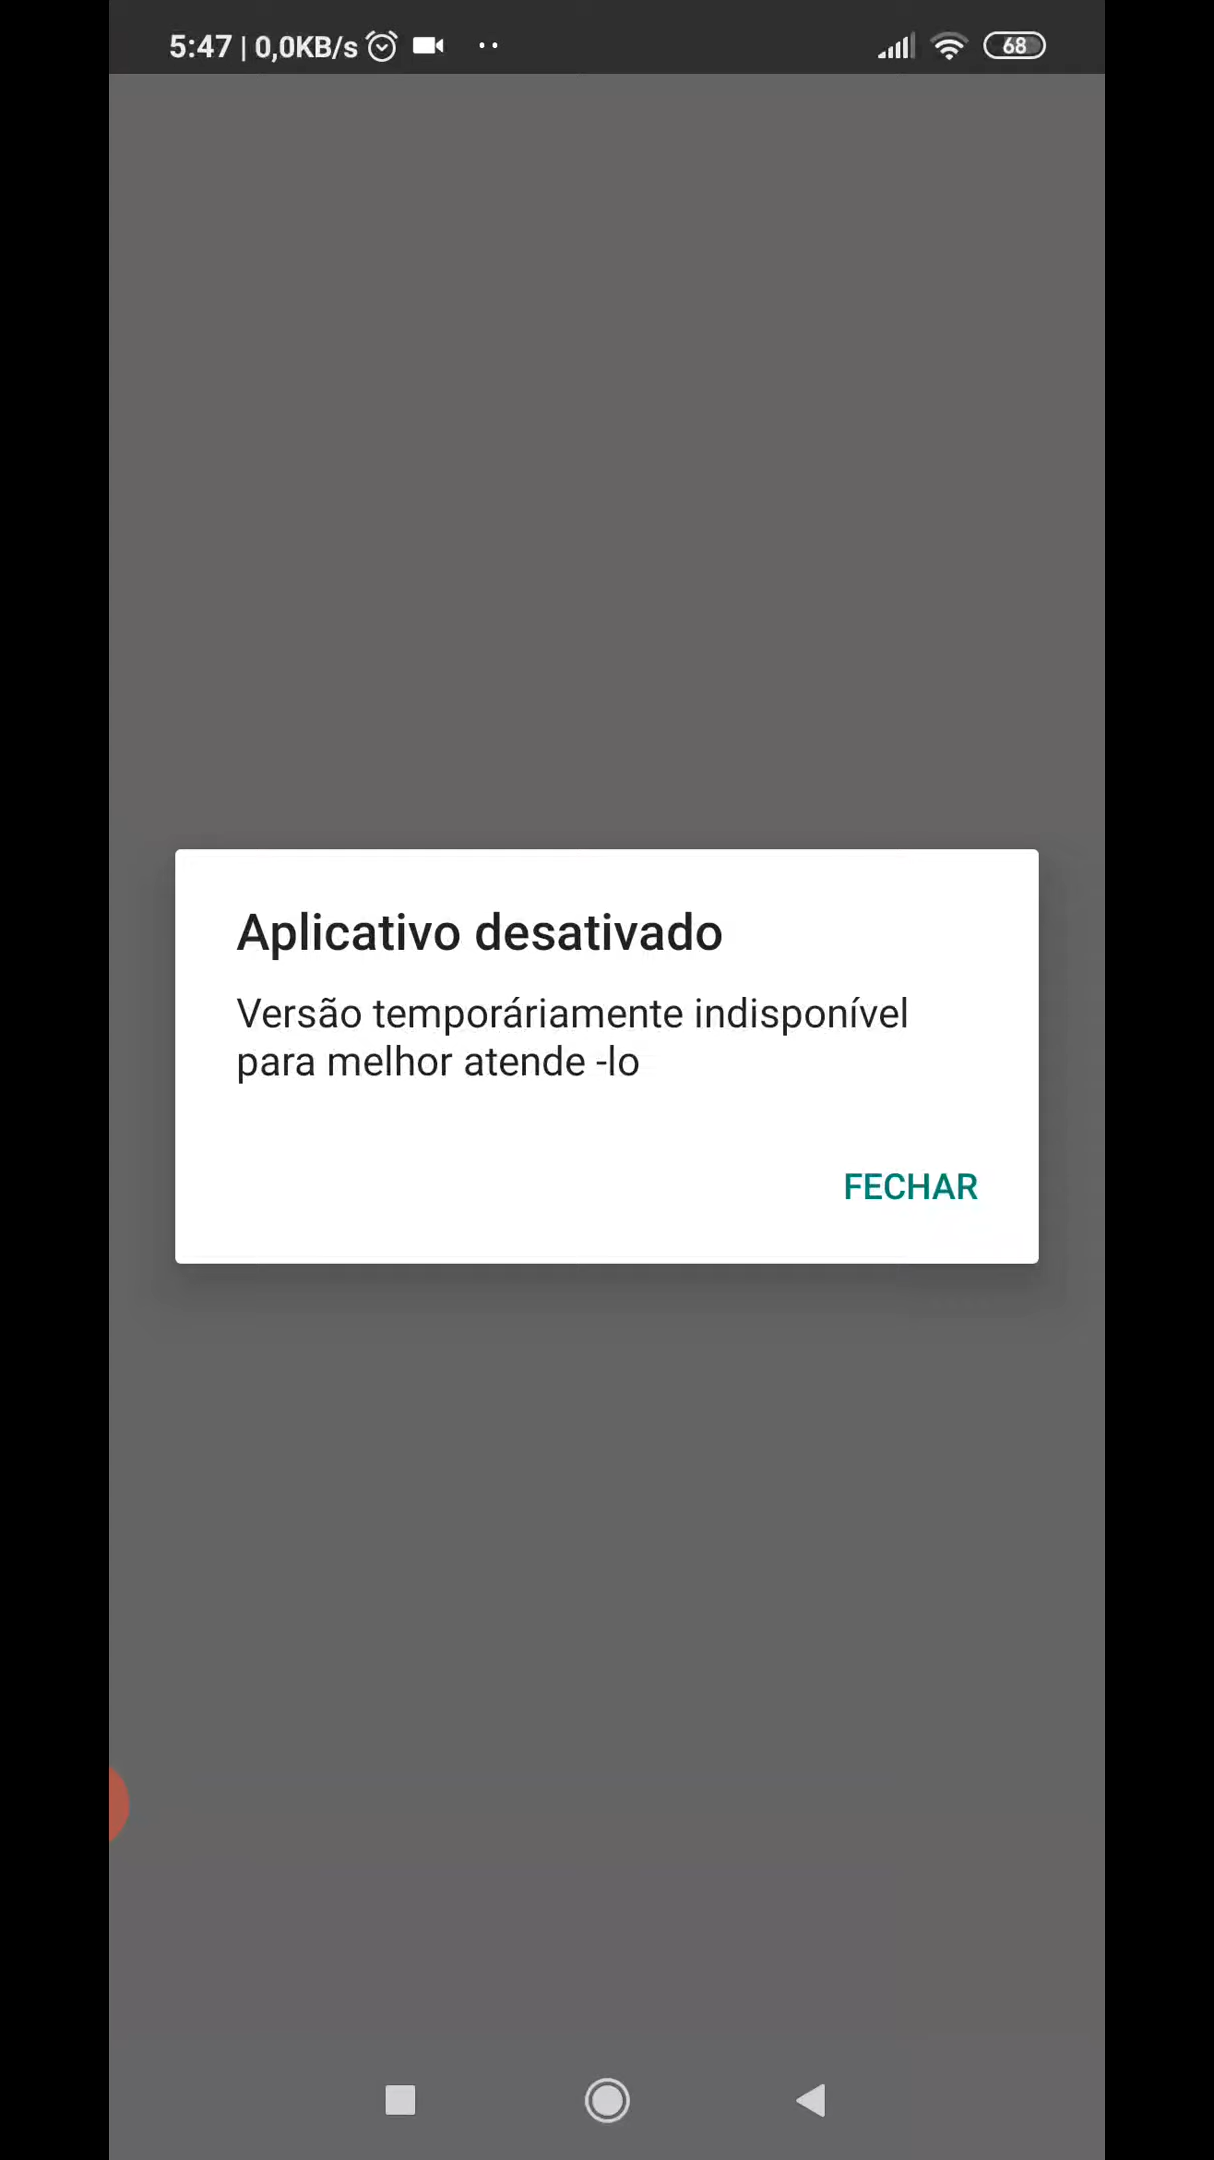 5:47 | 0,0KB/s 68
Aplicativo desativado
Versão temporáriamente indisponível
para melhor atende -lo
FECHAR